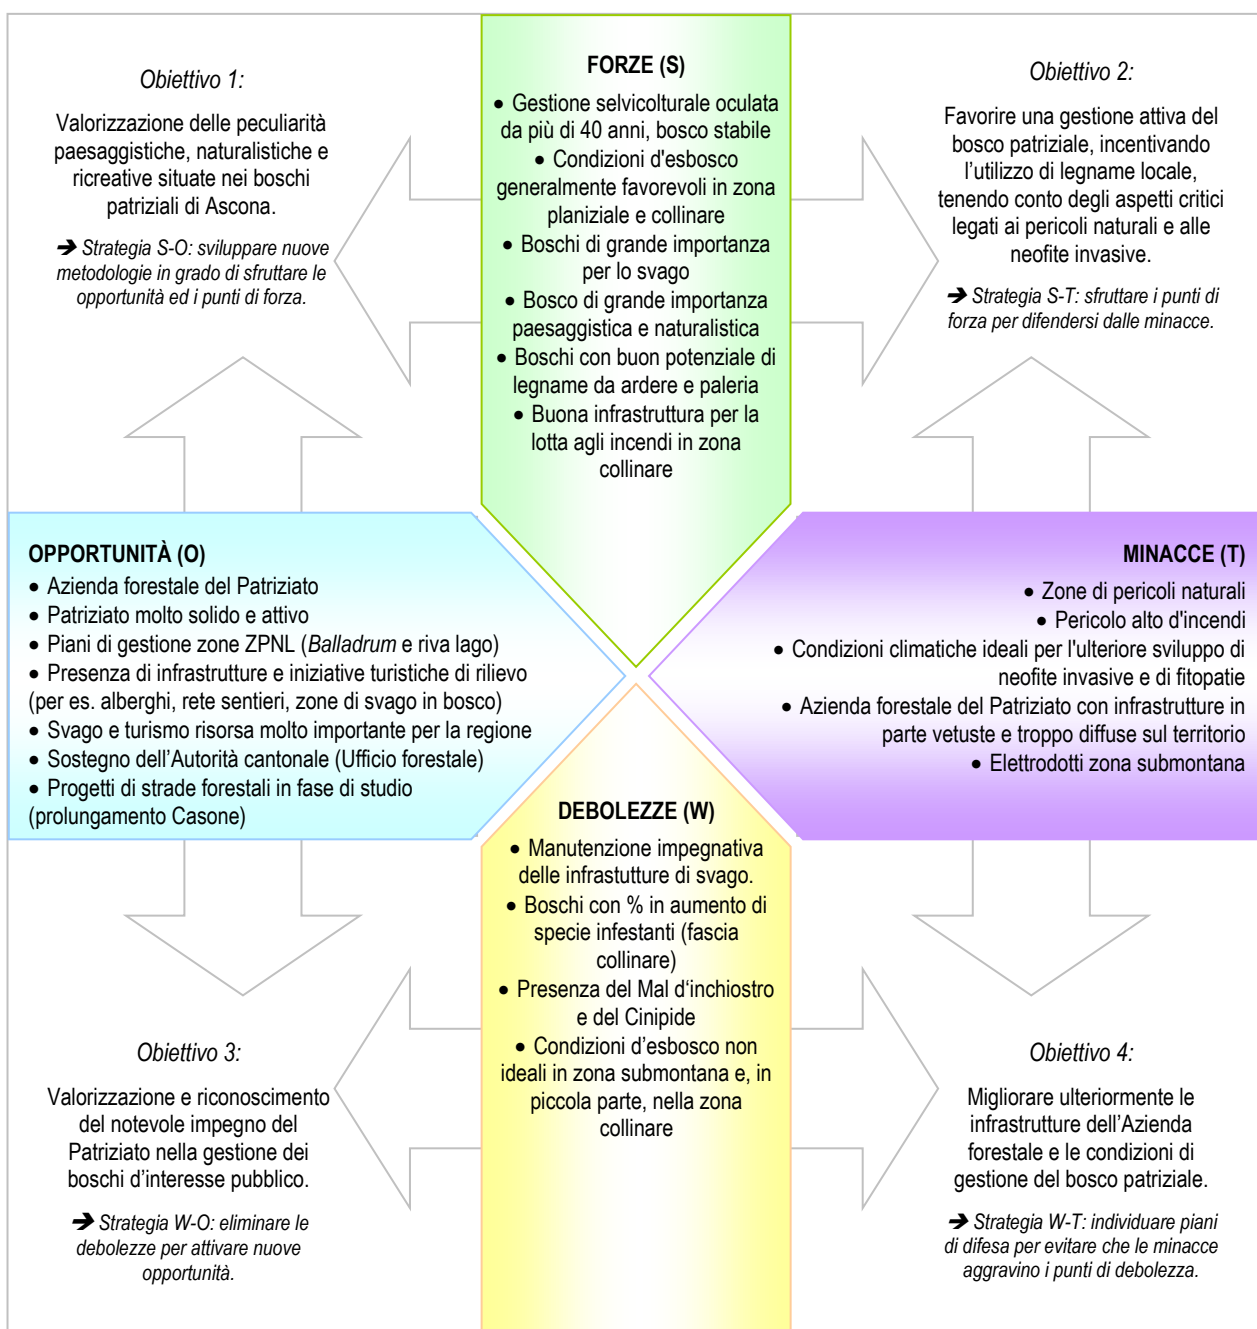 Obiettivo 1:
Valorizzazione delle peculiarità
paesaggistiche, naturalistiche e
ricreative situate nei boschi
patriziali di Ascona.
➔ Strategia S-O: sviluppare nuove
metodologie in grado di sfruttare le
opportunità ed i punti di forza.
FORZE (S)
• Gestione selvicolturale oculata
da più di 40 anni, bosco stabile
• Condizioni d'esbosco
generalmente favorevoli in zona
planiziale e collinare
• Boschi di grande importanza
per lo svago
• Bosco di grande importanza
paesaggistica e naturalistica
• Boschi con buon potenziale di
legname da ardere e paleria
• Buona infrastruttura per la
lotta agli incendi in zona
collinare
Obiettivo 2:
Favorire una gestione attiva del
bosco patriziale, incentivando
l’utilizzo di legname locale,
tenendo conto degli aspetti critici
legati ai pericoli naturali e alle
neofite invasive.
➔ Strategia S-T: sfruttare i punti di
forza per difendersi dalle minacce.
OPPORTUNITÀ (O)
• Azienda forestale del Patriziato
• Patriziato molto solido e attivo
• Piani di gestione zone ZPNL (Balladrum e riva lago)
• Presenza di infrastrutture e iniziative turistiche di rilievo
(per es. alberghi, rete sentieri, zone di svago in bosco)
• Svago e turismo risorsa molto importante per la regione
• Sostegno dell’Autorità cantonale (Ufficio forestale)
• Progetti di strade forestali in fase di studio
(prolungamento Casone)
MINACCE (T)
• Zone di pericoli naturali
• Pericolo alto d'incendi
• Condizioni climatiche ideali per l'ulteriore sviluppo di
neofite invasive e di fitopatie
• Azienda forestale del Patriziato con infrastrutture in
parte vetuste e troppo diffuse sul territorio
• Elettrodotti zona submontana
DEBOLEZZE (W)
• Manutenzione impegnativa
delle infrastutture di svago.
• Boschi con % in aumento di
specie infestanti (fascia
collinare)
• Presenza del Mal d‘inchiostro
e del Cinipide
• Condizioni d’esbosco non
ideali in zona submontana e, in
piccola parte, nella zona
collinare
Obiettivo 3:
Valorizzazione e riconoscimento
del notevole impegno del
Patriziato nella gestione dei
boschi d’interesse pubblico.
➔ Strategia W-O: eliminare le
debolezze per attivare nuove
opportunità.
Obiettivo 4:
Migliorare ulteriormente le
infrastrutture dell’Azienda
forestale e le condizioni di
gestione del bosco patriziale.
➔ Strategia W-T: individuare piani
di difesa per evitare che le minacce
aggravino i punti di debolezza.